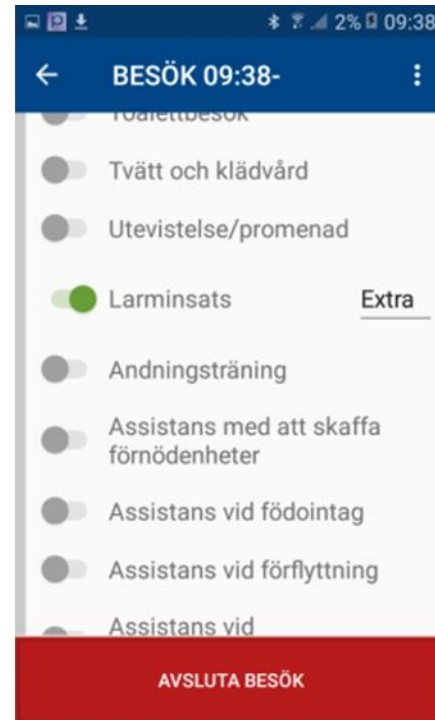 2% 09:38
BESÖK 09:38-
Toalettbesök
Tvätt och klädvård
Utevistelse/promenad
Larminsats Extra
Andningsträning
Assistans med att skaffa
förnödenheter
Assistans vid födointag
Assistans vid förflyttning
Assistans vid
AVSLUTA BESÖK